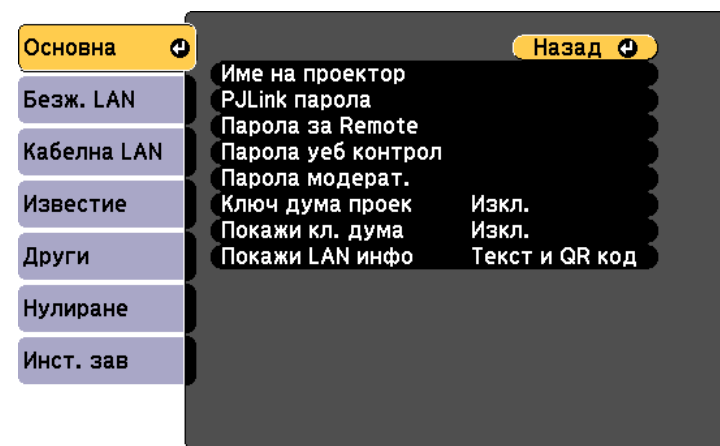 Основна
Безж. LAN
Кабелна LAN
Известие
Други
Нулиране
Инст. зав
Назад
Име на проектор
PJLink парола
Парола за Remote
Парола уеб контрол
Парола модерат.
Ключ дума проек Изкл.
Покажи кл. дума Изкл.
Покажи LAN инфо Текст и QR код